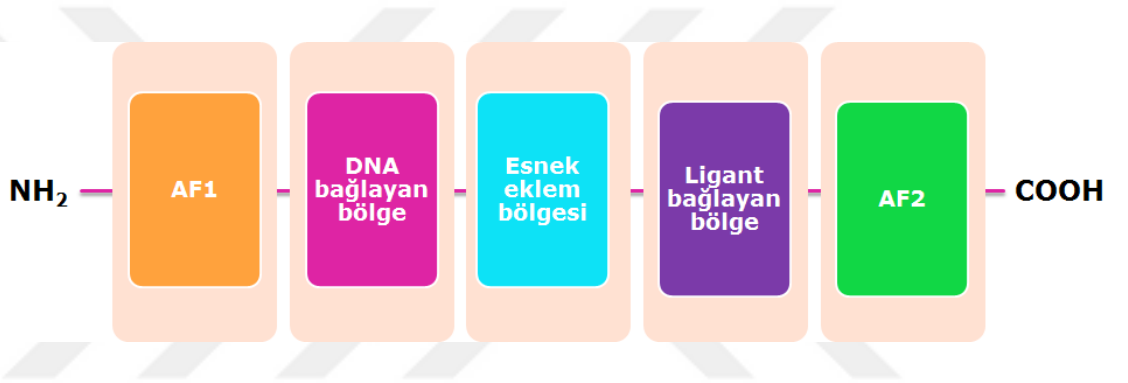 NH₂
AF1
DNA
bağlayan
bölge
Esnek
eklem
bölgesi
Ligant
bağlayan
bölge
AF2
COOH